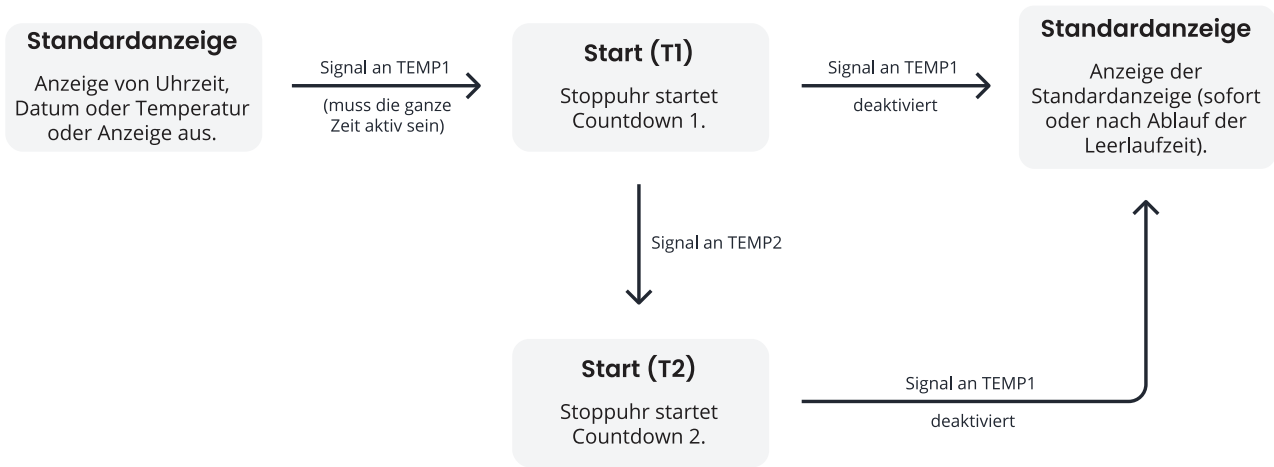 Standardanzeige
Anzeige von Uhrzeit,
Datum oder Temperatur
oder Anzeige aus.
Signal an TEMP1
(muss die ganze
Zeit aktiv sein)
Start (T1)
Stoppuhr startet
Countdown 1.
Signal an TEMP1
deaktiviert
Standardanzeige
Anzeige der
Standardanzeige (sofort
oder nach Ablauf der
Leerlaufzeit).
Signal an TEMP2
Start (T2)
Stoppuhr startet
Countdown 2.
Signal an TEMP1
deaktiviert